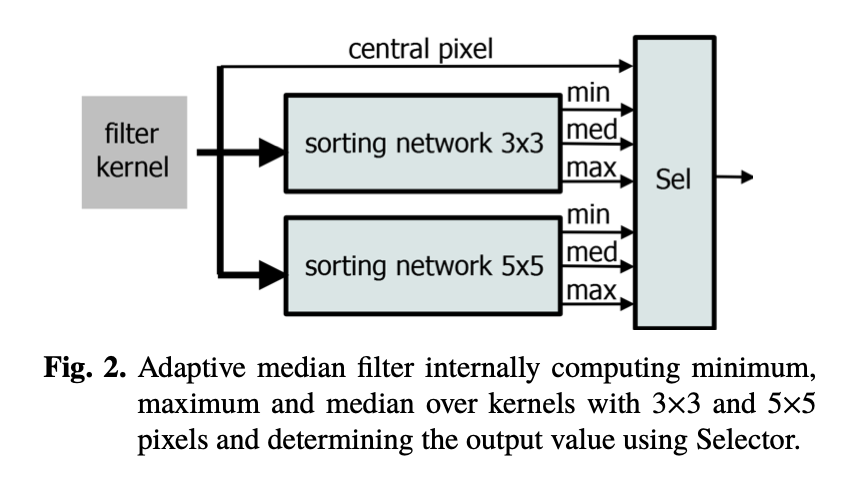 central pixel
filter
kernel
sorting network 3x3
min
med
max
Sel
sorting network 5x5
min
med
max
Fig. 2. Adaptive median filter internally computing minimum,
maximum and median over kernels with 3×3 and 5×5
pixels and determining the output value using Selector.